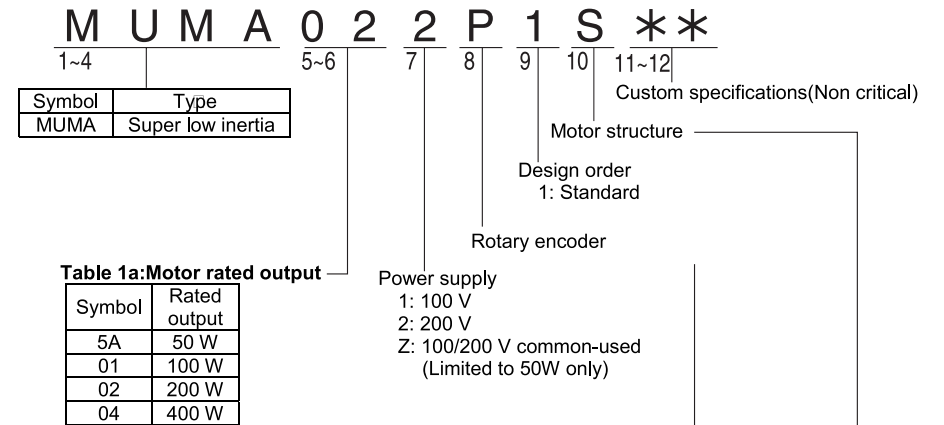 M U M A 0 2 2 P 1 S ∗∗
1~4 5~6 7 8 9 10 11~12
Custom specifications(Non critical)
Symbol Type
MUMA Super low inertia
Motor structure
Design order
1: Standard
Rotary encoder
Table 1a:Motor rated output
Symbol Rated output
5A 50 W
01 100 W
02 200 W
04 400 W
Power supply
1: 100 V
2: 200 V
Z: 100/200 V common-used
(Limited to 50W only)